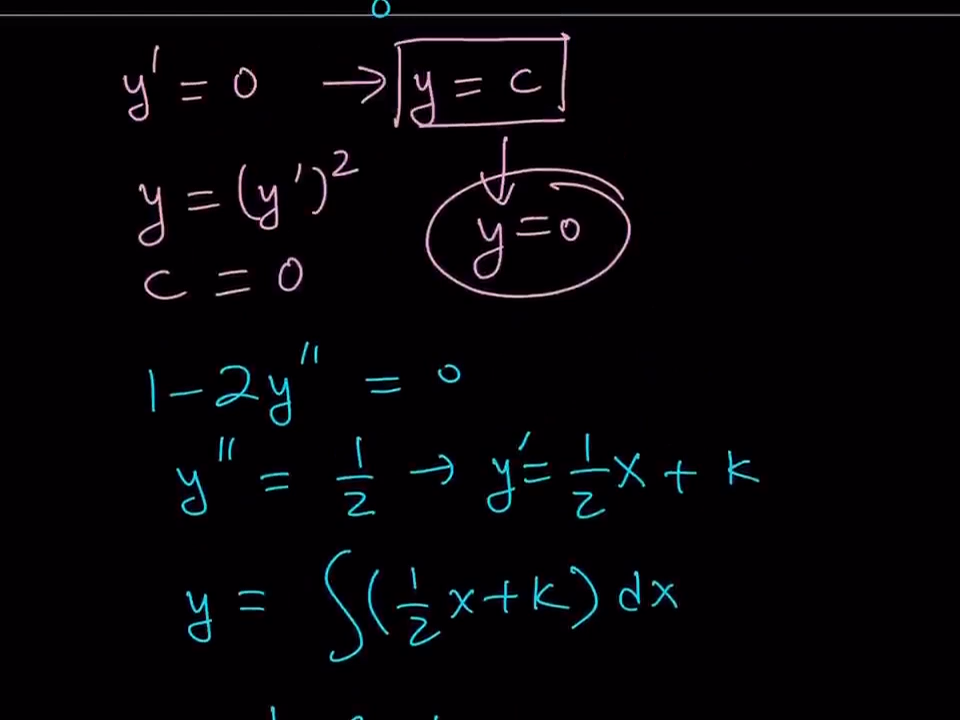 y' = 0 → y = c
y = (y')² y = 0
c = 0
1 - 2y'' = 0
y'' = 1/2 → y' = 1/2 x + k
y = ∫(1/2 x + k) dx